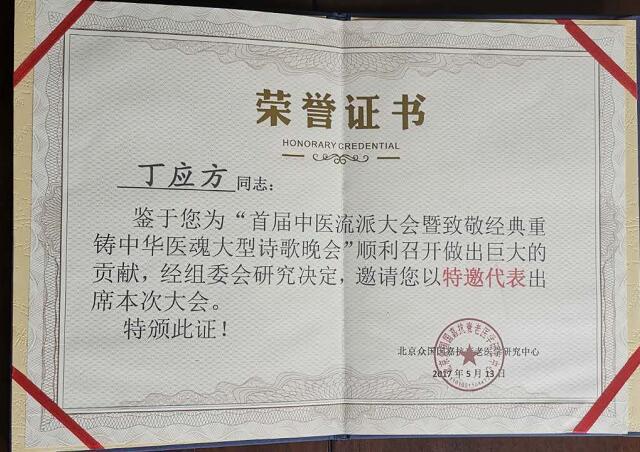 荣誉证书
HONORARY CREDENTIAL
丁应方同志：
鉴于您为“首届中医流派大会暨致敬经典重
铸中华医魂大型诗歌晚会”顺利召开做出巨大的
贡献，经组委会研究决定，邀请您以特邀代表出
席本次大会。
特颁此证！
北京众国国嘉抗衰老医学研究中心
2017年5月13日